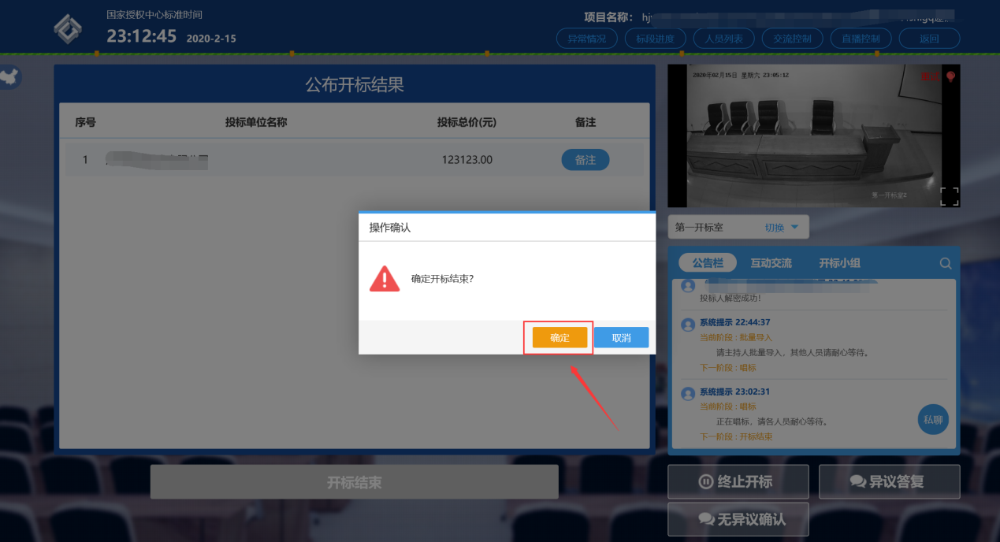 国家授权中心标准时间
23:12:45 2020-2-15
项目名称： hj
异常情况 标段进度 人员列表 交流控制 直播控制 返回
公布开标结果
序号 投标单位名称 投标总价(元) 备注
1 123123.00 备注
操作确认
确定开标结束?
确定 取消
开标结束
2020年02月15日 星期六 23:05:12
第一开标室2
第一开标室 切换
公告栏 互动交流 开标小组
投标人解密成功!
系统提示 22:44:37
当前阶段 : 批量导入
请主持人批量导入，其他人员请耐心等待。
下一阶段 : 唱标
系统提示 23:02:31
当前阶段 : 唱标
正在唱标，请各人员耐心等待。
下一阶段 : 开标结束
私聊
终止开标 异议答复
无异议确认